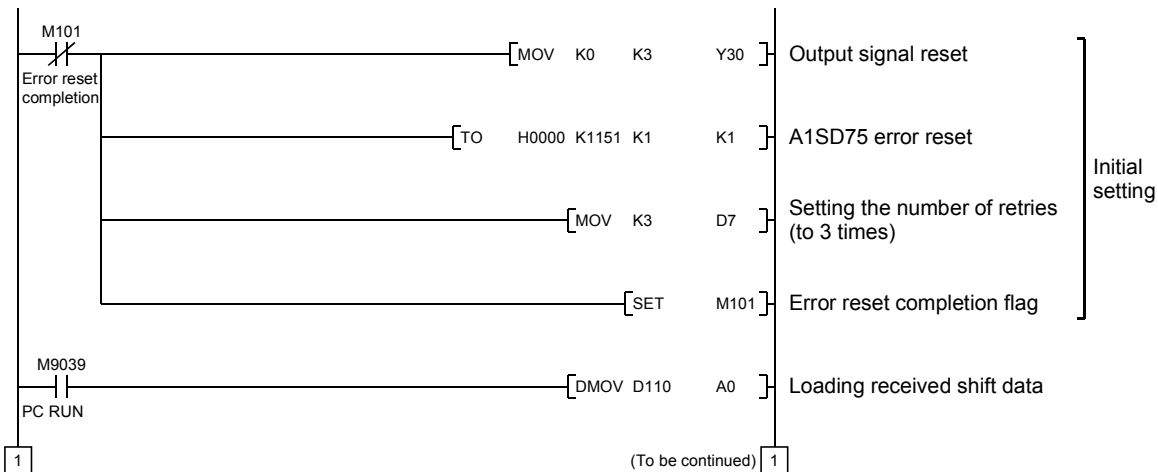 M101
Error reset
completion
MOV K0 K3 Y30
Output signal reset
TO H0000 K1151 K1 K1
A1SD75 error reset
MOV K3 D7
Setting the number of retries
(to 3 times)
SET M101
Error reset completion flag
Initial
setting
M9039
PC RUN
DMOV D110 A0
Loading received shift data
1
(To be continued)
1